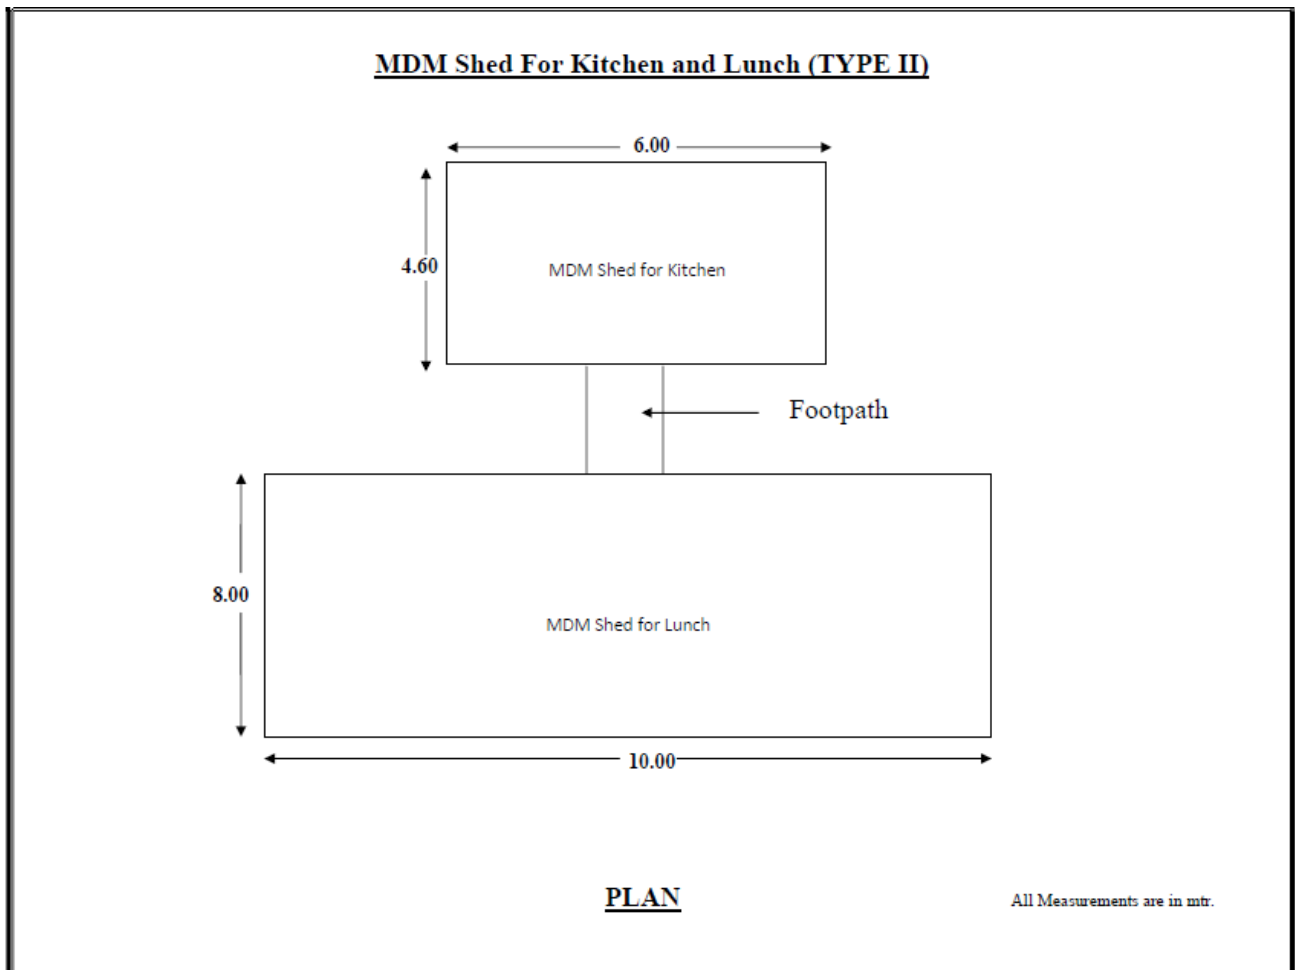 MDM Shed For Kitchen and Lunch (TYPE II)
6.00
4.60
MDM Shed for Kitchen
Footpath
8.00
MDM Shed for Lunch
10.00
PLAN
All Measurements are in mtr.